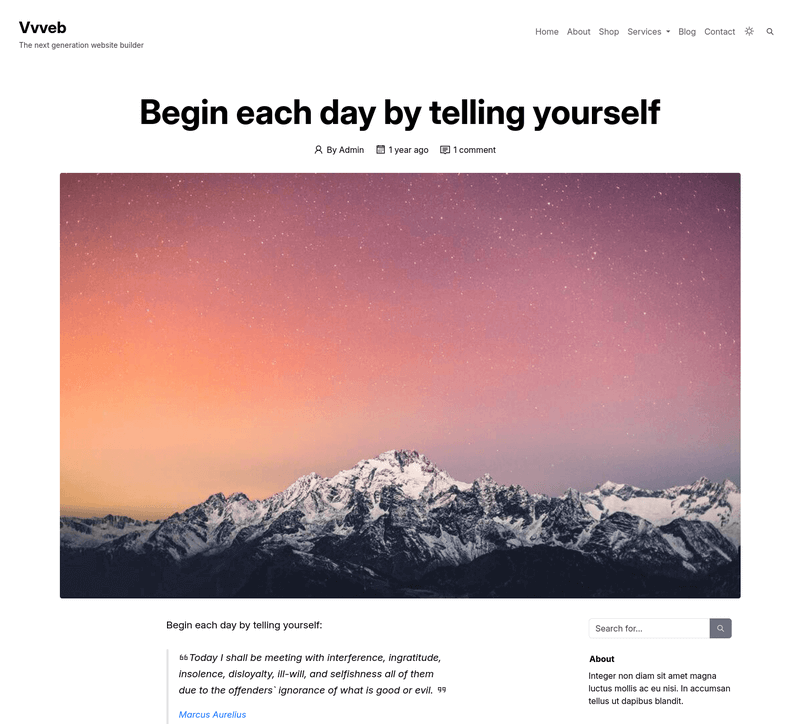 Vvveb
The next generation website builder
Home About Shop Services Blog Contact
Begin each day by telling yourself
By Admin 1 year ago 1 comment
Begin each day by telling yourself:
Search for...
❝Today I shall be meeting with interference, ingratitude,
insolence, disloyalty, ill-will, and selfishness all of them
due to the offenders` ignorance of what is good or evil. ❞
Marcus Aurelius
About
Integer non diam sit amet magna
luctus mollis ac eu nisi. In accumsan
tellus ut dapibus blandit.